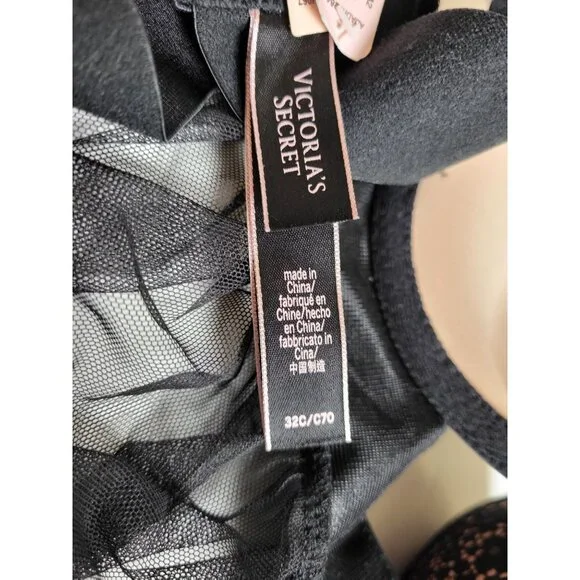 VICTORIA'S
SECRET
made in
China/
fabriqué en
Chine/hecho
en China/
fabbricato in
Cina/
中国制造
32C/C70